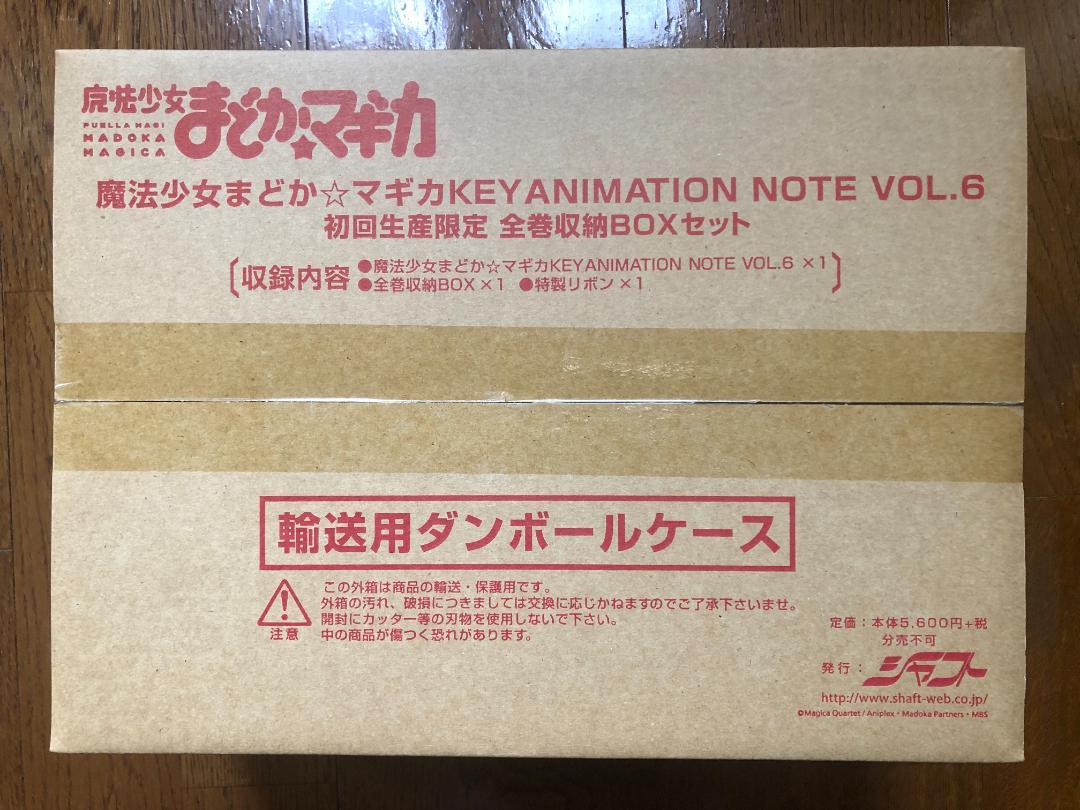 魔法少女まどか☆マギカ
PUELLA MAGI
MADOKA
MAGICA
魔法少女まどか☆マギカKEYANIMATION NOTE VOL.6
初回生産限定 全巻収納BOXセット
〔収録内容 ●魔法少女まどか☆マギカKEYANIMATION NOTE VOL.6 ×1
●全巻収納BOX×1 ●特製リボン×1〕
輸送用ダンボールケース
注意
この外箱は商品の輸送・保護用です。
外箱の汚れ、破損につきましては交換に応じかねますのでご了承下さいませ。
開封にカッター等の刃物を使用しないで下さい。
中の商品が傷つく恐れがあります。
定価：本体5,600円+税
分売不可
発行：シャフト
http://www.shaft-web.co.jp/
©Magica Quartet / Aniplex・Madoka Partners・MBS